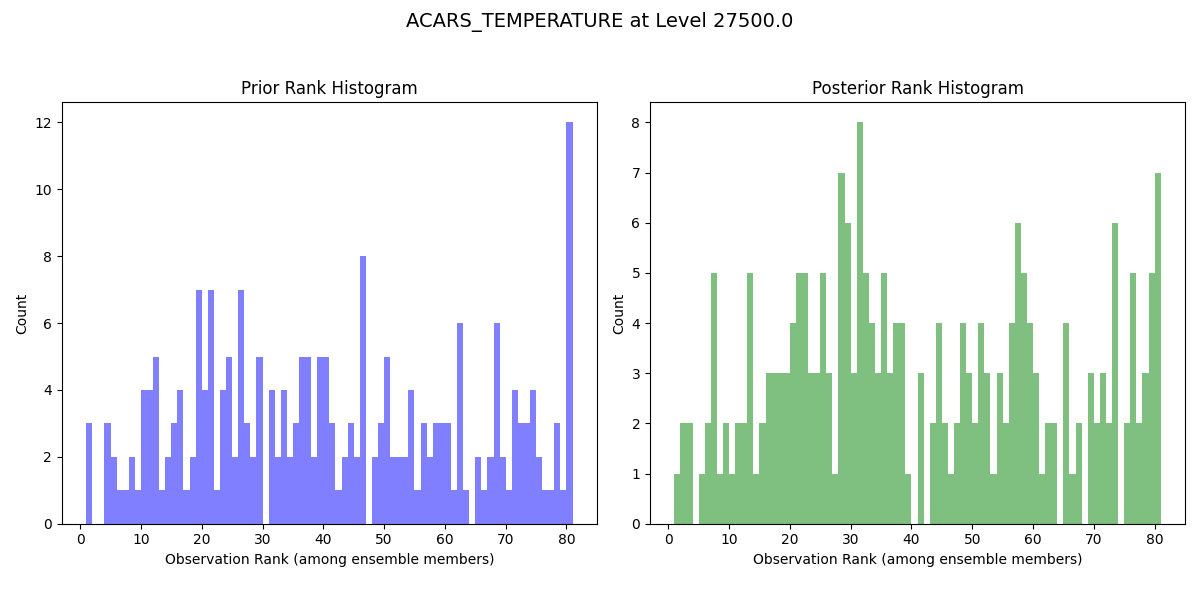 ACARS_TEMPERATURE at Level 27500.0
Prior Rank Histogram
Count
12
10
8
6
4
2
0
0 10 20 30 40 50 60 70 80
Observation Rank (among ensemble members)
Posterior Rank Histogram
Count
8
7
6
5
4
3
2
1
0
0 10 20 30 40 50 60 70 80
Observation Rank (among ensemble members)